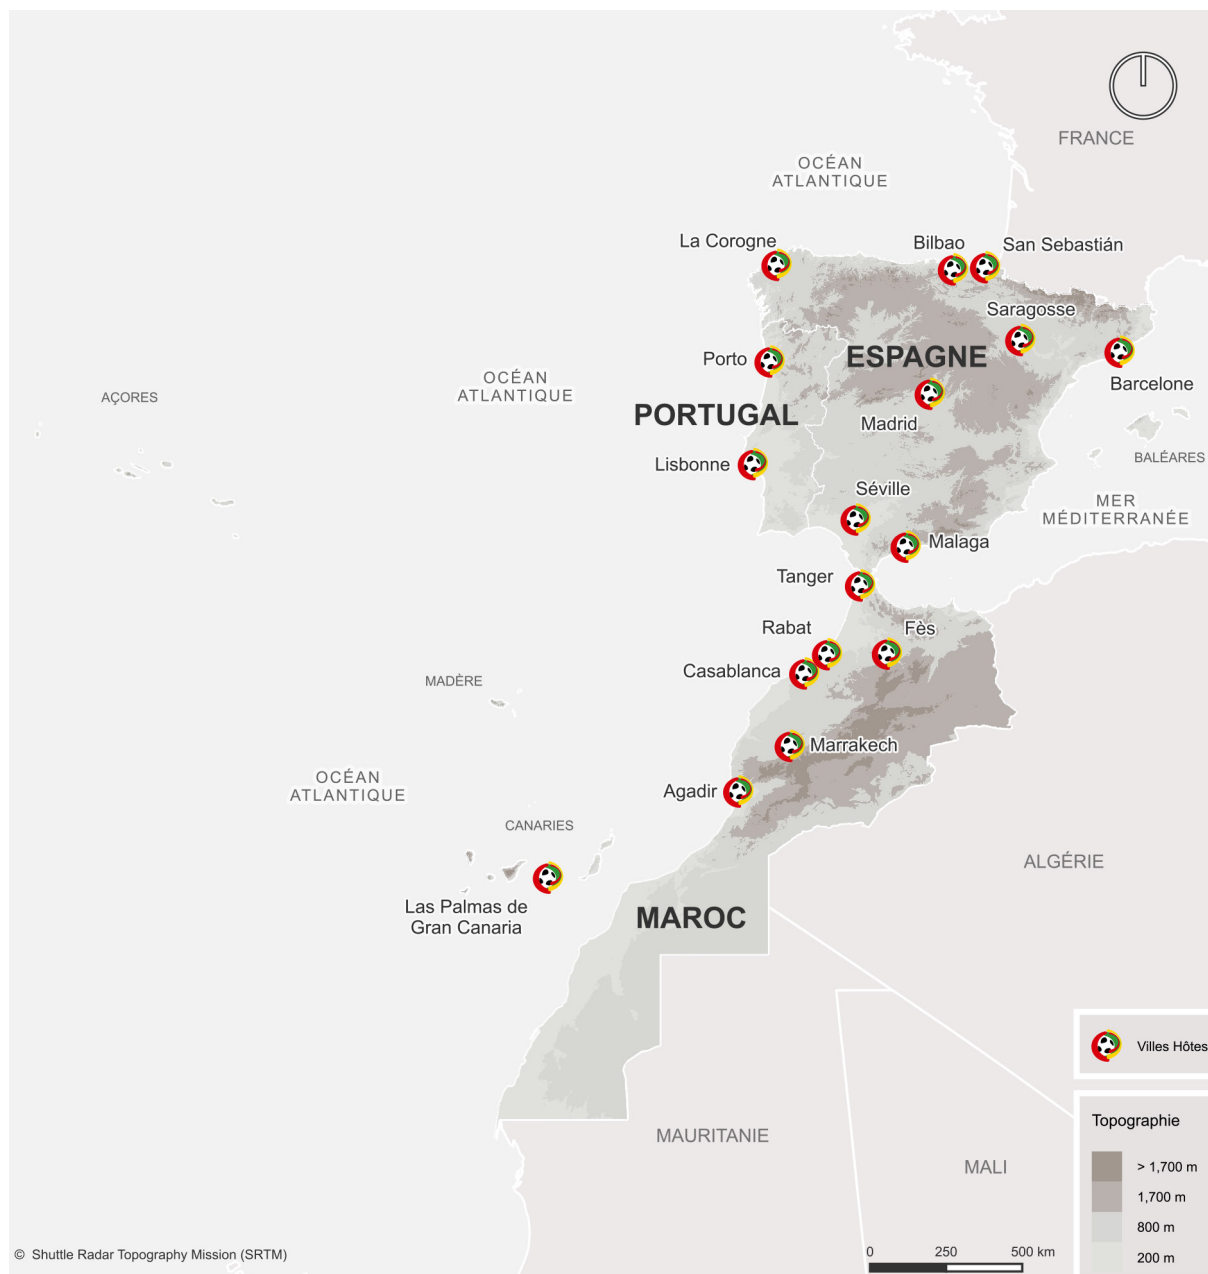 FRANCE
OCÉAN
ATLANTIQUE
La Corogne
Bilbao
San Sebastián
Saragosse
Porto
ESPAGNE
Barcelone
OCÉAN
ATLANTIQUE
AÇORES
PORTUGAL
Madrid
Lisbonne
BALÉARES
Séville
MER
MÉDITERRANÉE
Malaga
Tanger
Rabat
Fès
Casablanca
MADÈRE
Marrakech
OCÉAN
ATLANTIQUE
Agadir
CANARIES
ALGÉRIE
Las Palmas de
Gran Canaria
MAROC
Villes Hôtes
MAURITANIE
MALI
Topographie
> 1,700 m
1,700 m
800 m
200 m
© Shuttle Radar Topography Mission (SRTM)
0 250 500 km